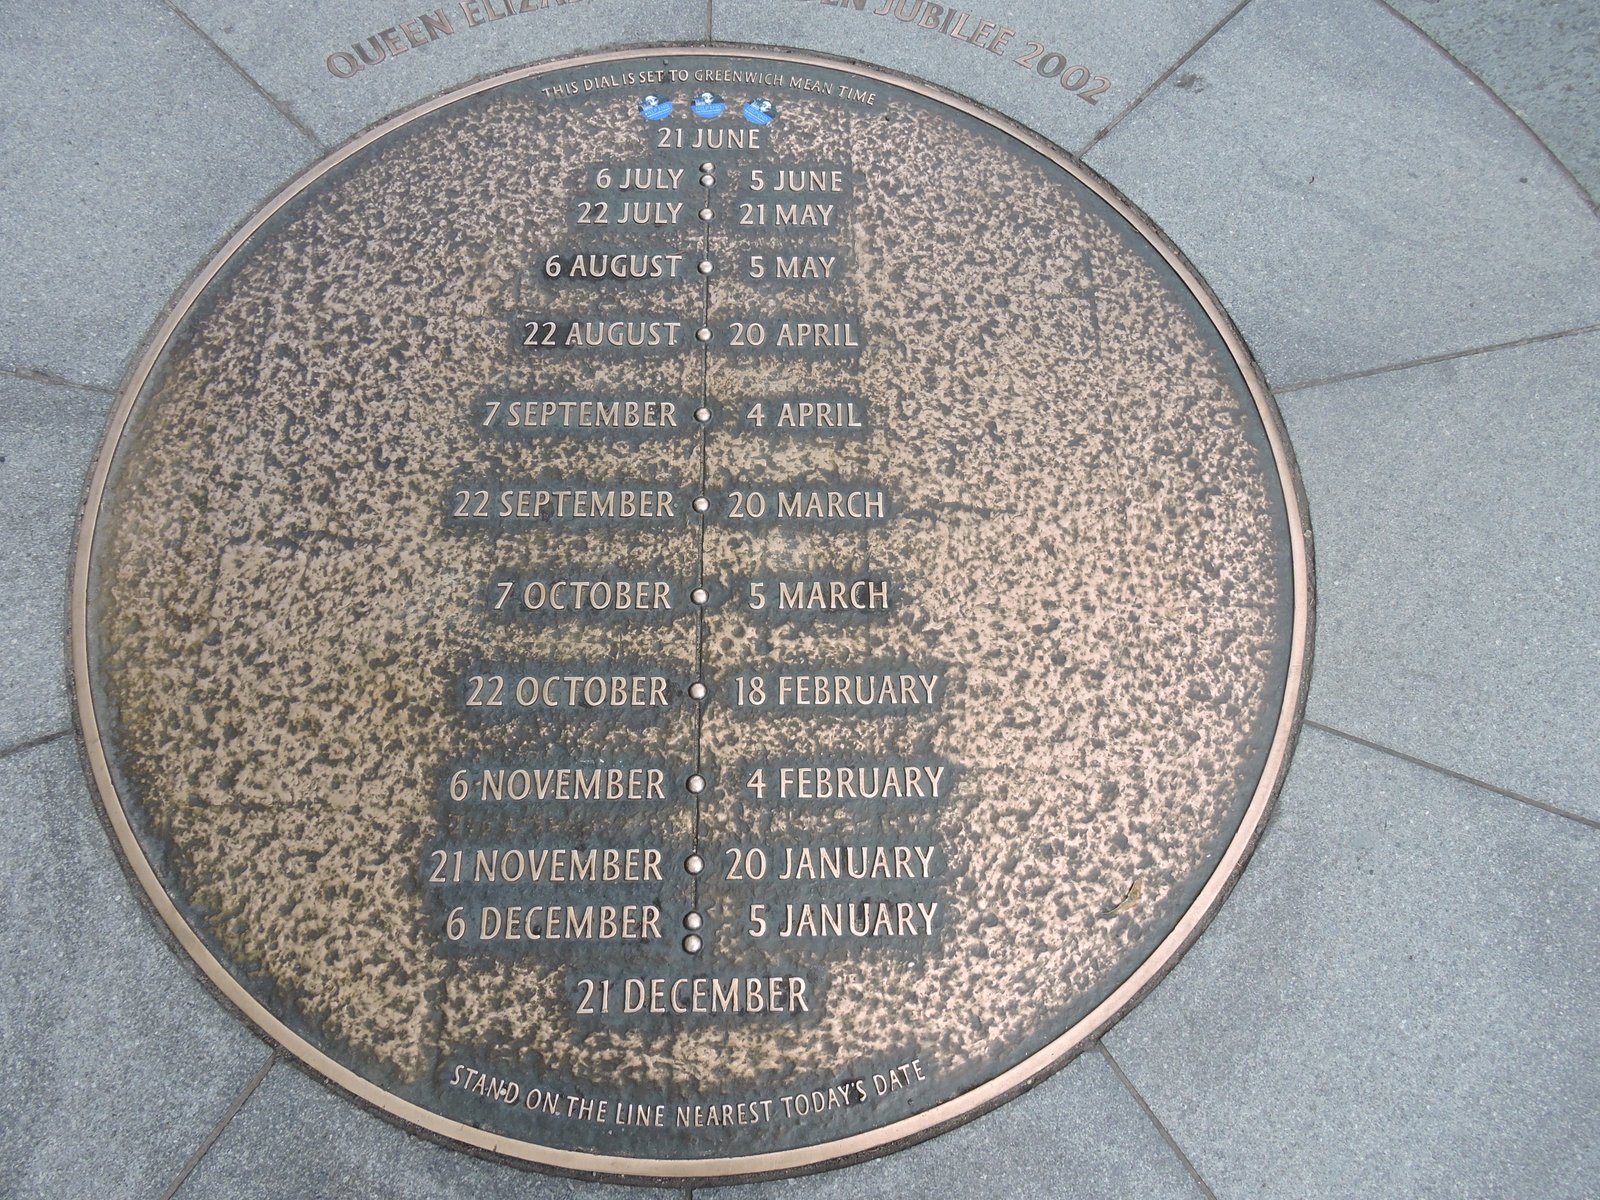 QUEEN JUBILEE 2002
THIS DIAL IS SET TO GREENWICH MEAN TIME
21 JUNE
6 JULY 5 JUNE
22 JULY 21 MAY
6 AUGUST 5 MAY
22 AUGUST 20 APRIL
7 SEPTEMBER 4 APRIL
22 SEPTEMBER 20 MARCH
7 OCTOBER 5 MARCH
22 OCTOBER 18 FEBRUARY
6 NOVEMBER 4 FEBRUARY
21 NOVEMBER 20 JANUARY
6 DECEMBER 5 JANUARY
21 DECEMBER
STAND ON THE LINE NEAREST TODAY'S DATE